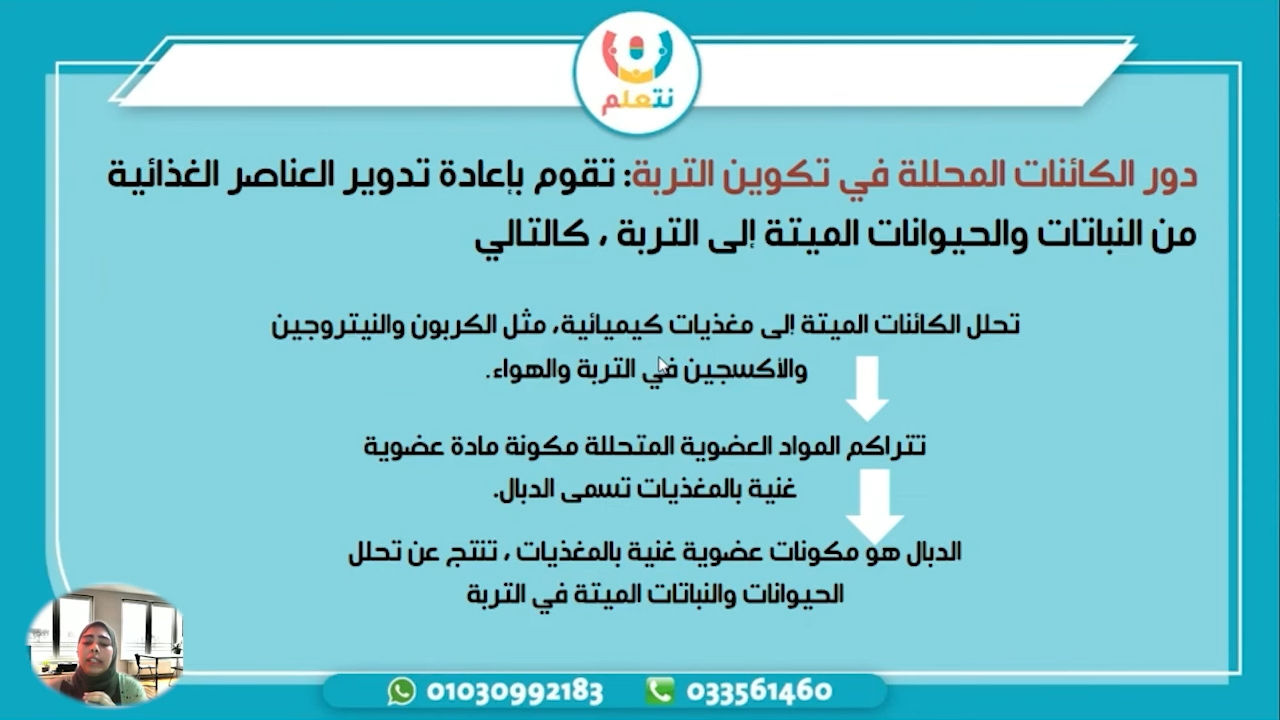 نتعلم
دور الكائنات المحللة في تكوين التربة: تقوم بإعادة تدوير العناصر الغذائية
من النباتات والحيوانات الميتة إلى التربة ، كالتالي
تحلل الكائنات الميتة إلى مغذيات كيميائية، مثل الكربون والنيتروجين
والأكسجين في التربة والهواء.
تتراكم المواد العضوية المتحللة مكونة مادة عضوية
غنية بالمغذيات تسمى الدبال.
الدبال هو مكونات عضوية غنية بالمغذيات ، تنتج عن تحلل
الحيوانات والنباتات الميتة في التربة
01030992183 033561460